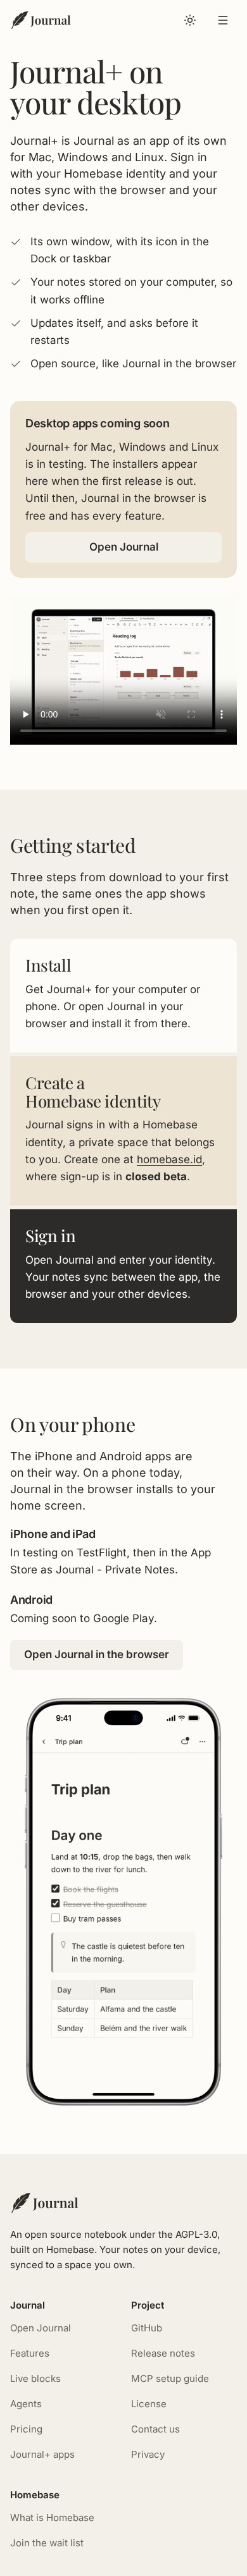 Journal
Journal+ on
your desktop
Journal+ is Journal as an app of its own
for Mac, Windows and Linux. Sign in
with your Homebase identity and your
notes sync with the browser and your
other devices.
Its own window, with its icon in the
Dock or taskbar
Your notes stored on your computer, so
it works offline
Updates itself, and asks before it
restarts
Open source, like Journal in the browser
Desktop apps coming soon
Journal+ for Mac, Windows and Linux
is in testing. The installers appear
here when the first release is out.
Until then, Journal in the browser is
free and has every feature.
Open Journal
Reading log
0:00
Getting started
Three steps from download to your first
note, the same ones the app shows
when you first open it.
Install
Get Journal+ for your computer or
phone. Or open Journal in your
browser and install it from there.
Create a
Homebase identity
Journal signs in with a Homebase
identity, a private space that belongs
to you. Create one at homebase.id,
where sign-up is in closed beta.
Sign in
Open Journal and enter your identity.
Your notes sync between the app, the
browser and your other devices.
On your phone
The iPhone and Android apps are
on their way. On a phone today,
Journal in the browser installs to your
home screen.
iPhone and iPad
In testing on TestFlight, then in the App
Store as Journal - Private Notes.
Android
Coming soon to Google Play.
Open Journal in the browser
9:41
Trip plan
Trip plan
Day one
Land at 10:15, drop the bags, then walk
down to the river for lunch.
Book the flights
Reserve the guesthouse
Buy tram passes
The castle is quietest before ten
in the morning.
Day Plan
Saturday Alfama and the castle
Sunday Belém and the river walk
Journal
An open source notebook under the AGPL-3.0,
built on Homebase. Your notes on your device,
synced to a space you own.
Journal
Open Journal
Features
Live blocks
Agents
Pricing
Journal+ apps
Project
GitHub
Release notes
MCP setup guide
License
Contact us
Privacy
Homebase
What is Homebase
Join the wait list